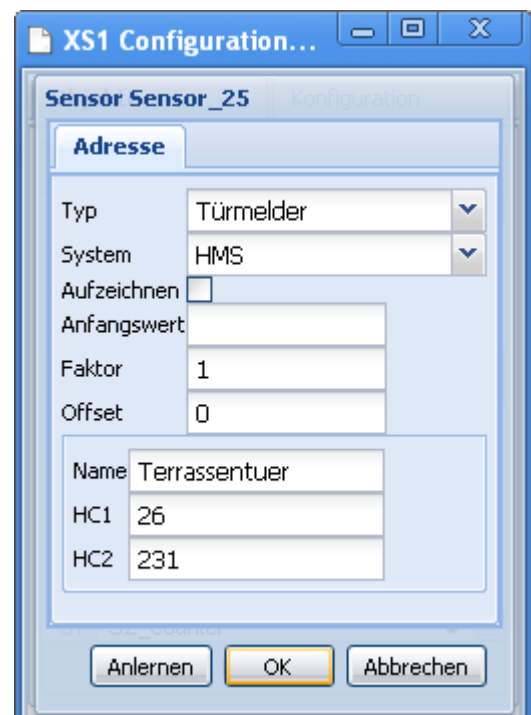 XS1 Configuration...
Sensor Sensor_25 Konfiguration
Adresse
Typ Türmelder
System HMS
Aufzeichnen
Anfangswert
Faktor 1
Offset 0
Name Terrassentuer
HC1 26
HC2 231
Anlernen OK Abbrechen